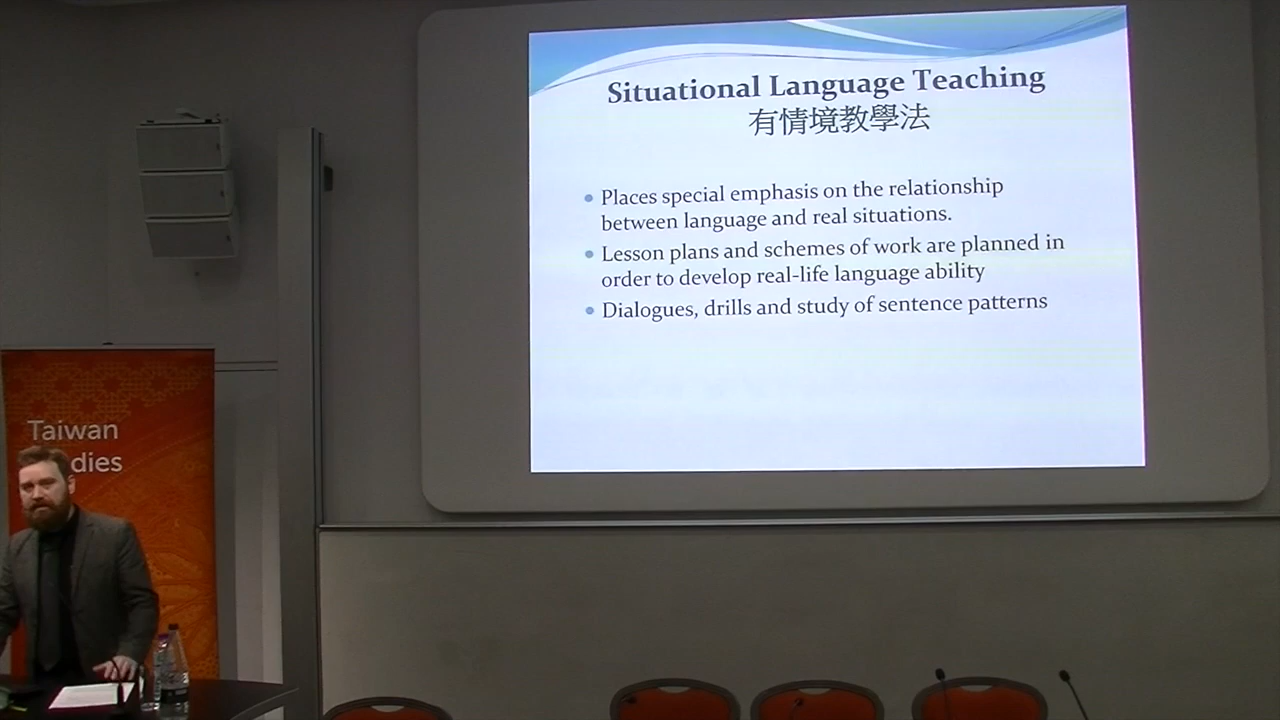 Situational Language Teaching
有情境教學法
Places special emphasis on the relationship
between language and real situations.
Lesson plans and schemes of work are planned in
order to develop real-life language ability
Dialogues, drills and study of sentence patterns
Taiwan
dies